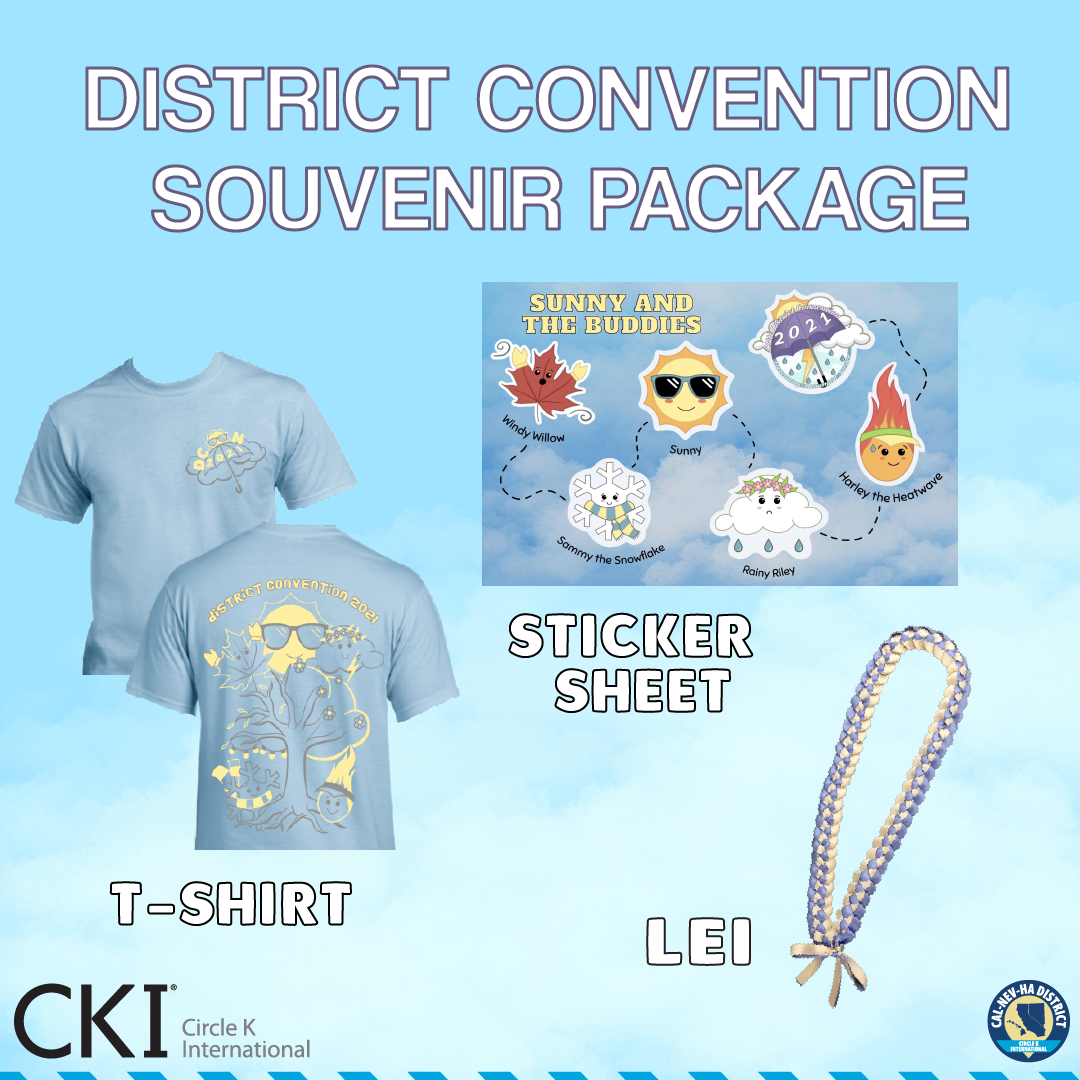 DISTRICT CONVENTION
SOUVENIR PACKAGE
SUNNY AND
THE BUDDIES
2021
Windy Willow
Sunny
Harley the Heatwave
Sammy the Snowflake
Rainy Riley
DCON
2021
DISTRICT CONVENTION 2021
STICKER
SHEET
T-SHIRT
LEI
CKI®
Circle K
International
CAL-NEV-HA DISTRICT
CIRCLE K
INTERNATIONAL